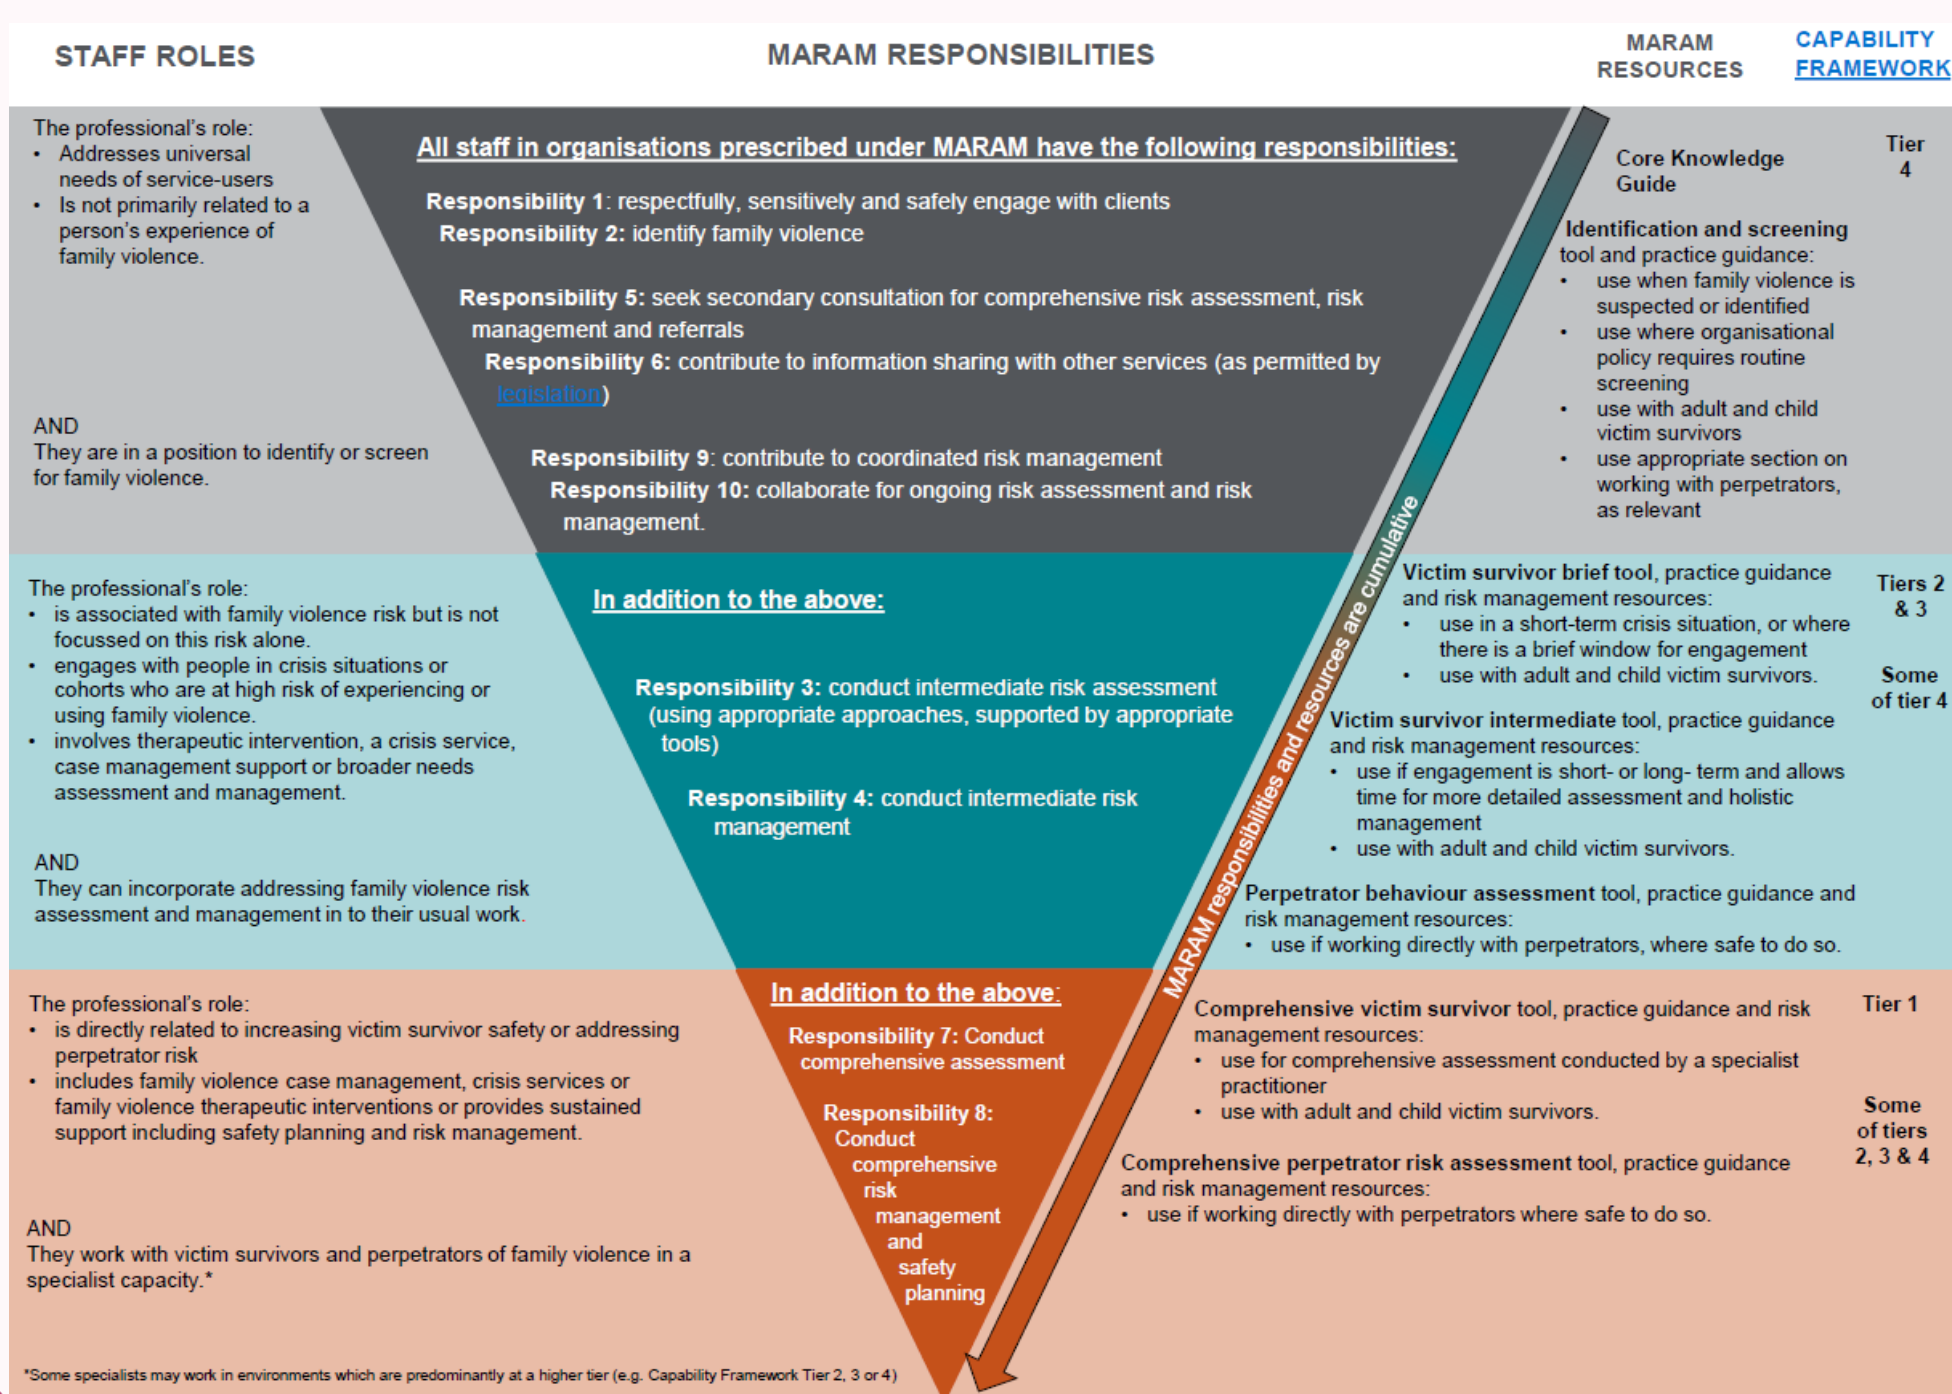 STAFF ROLES
MARAM RESPONSIBILITIES
MARAM
RESOURCES
CAPABILITY
FRAMEWORK
The professional's role:
• Addresses universal
needs of service-users
• Is not primarily related to a
person's experience of
family violence.
AND
They are in a position to identify or screen
for family violence.
All staff in organisations prescribed under MARAM have the following responsibilities:
Responsibility 1: respectfully, sensitively and safely engage with clients
Responsibility 2: identify family violence
Responsibility 5: seek secondary consultation for comprehensive risk assessment, risk
management and referrals
Responsibility 6: contribute to information sharing with other services (as permitted by
legislation)
Responsibility 9: contribute to coordinated risk management
Responsibility 10: collaborate for ongoing risk assessment and risk
management.
MARAM responsibilities and resources are cumulative
Core Knowledge
Guide
Identification and screening
tool and practice guidance:
• use when family violence is
suspected or identified
• use where organisational
policy requires routine
screening
• use with adult and child
victim survivors
• use appropriate section on
working with perpetrators,
as relevant
Tier
4
The professional's role:
• is associated with family violence risk but is not
focussed on this risk alone.
• engages with people in crisis situations or
cohorts who are at high risk of experiencing or
using family violence.
• involves therapeutic intervention, a crisis service,
case management support or broader needs
assessment and management.
AND
They can incorporate addressing family violence risk
assessment and management in to their usual work.
In addition to the above:
Responsibility 3: conduct intermediate risk assessment
(using appropriate approaches, supported by appropriate
tools)
Responsibility 4: conduct intermediate risk
management
Victim survivor brief tool, practice guidance
and risk management resources:
• use in a short-term crisis situation, or where
there is a brief window for engagement
• use with adult and child victim survivors.
Victim survivor intermediate tool, practice guidance
and risk management resources:
• use if engagement is short- or long- term and allows
time for more detailed assessment and holistic
management
• use with adult and child victim survivors.
Perpetrator behaviour assessment tool, practice guidance and
risk management resources:
• use if working directly with perpetrators, where safe to do so.
Tiers 2
& 3
Some
of tier 4
The professional's role:
• is directly related to increasing victim survivor safety or addressing
perpetrator risk
• includes family violence case management, crisis services or
family violence therapeutic interventions or provides sustained
support including safety planning and risk management.
AND
They work with victim survivors and perpetrators of family violence in a
specialist capacity.*
In addition to the above:
Responsibility 7: Conduct
comprehensive assessment
Responsibility 8:
Conduct
comprehensive
risk
management
and
safety
planning
Comprehensive victim survivor tool, practice guidance and risk
management resources:
• use for comprehensive assessment conducted by a specialist
practitioner
• use with adult and child victim survivors.
Comprehensive perpetrator risk assessment tool, practice guidance
and risk management resources:
• use if working directly with perpetrators where safe to do so.
Tier 1
Some
of tiers
2, 3 & 4
*Some specialists may work in environments which are predominantly at a higher tier (e.g. Capability Framework Tier 2, 3 or 4)